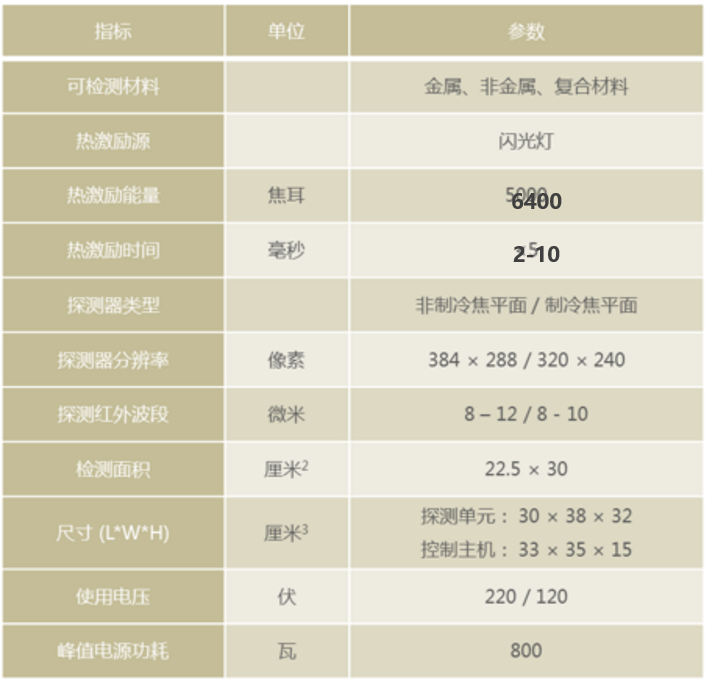 指标 单位 参数
可检测材料 金属、非金属、复合材料
热激励源 闪光灯
热激励能量 焦耳 6400
热激励时间 毫秒 2-10
探测器类型 非制冷焦平面 / 制冷焦平面
探测器分辨率 像素 384 × 288 / 320 × 240
探测红外波段 微米 8 – 12 / 8 - 10
检测面积 厘米² 22.5 × 30
尺寸 (L*W*H) 厘米³ 探测单元： 30 × 38 × 32
控制主机： 33 × 35 × 15
使用电压 伏 220 / 120
峰值电源功耗 瓦 800